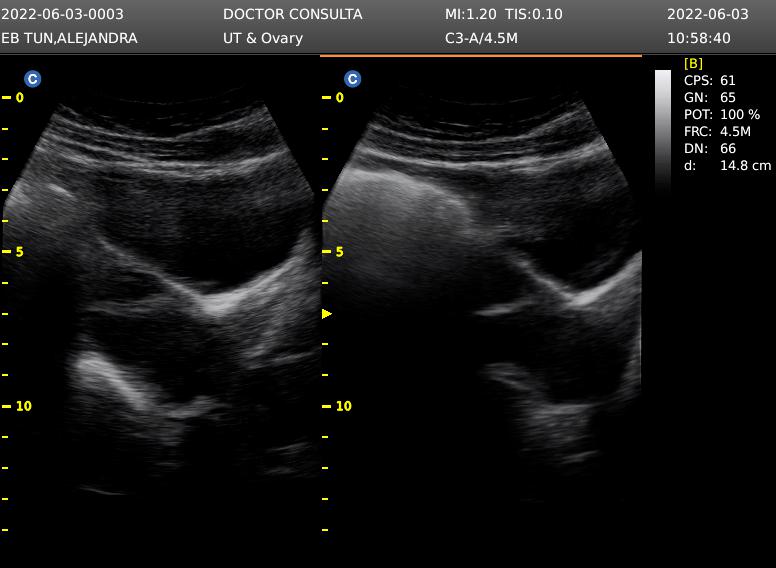 2022-06-03-0003 DOCTOR CONSULTA MI:1.20 TIS:0.10 2022-06-03
EB TUN,ALEJANDRA UT & Ovary C3-A/4.5M 10:58:40
C C
0 0
5 5
10 10
[B]
CPS: 61
GN: 65
POT: 100 %
FRC: 4.5M
DN: 66
d: 14.8 cm